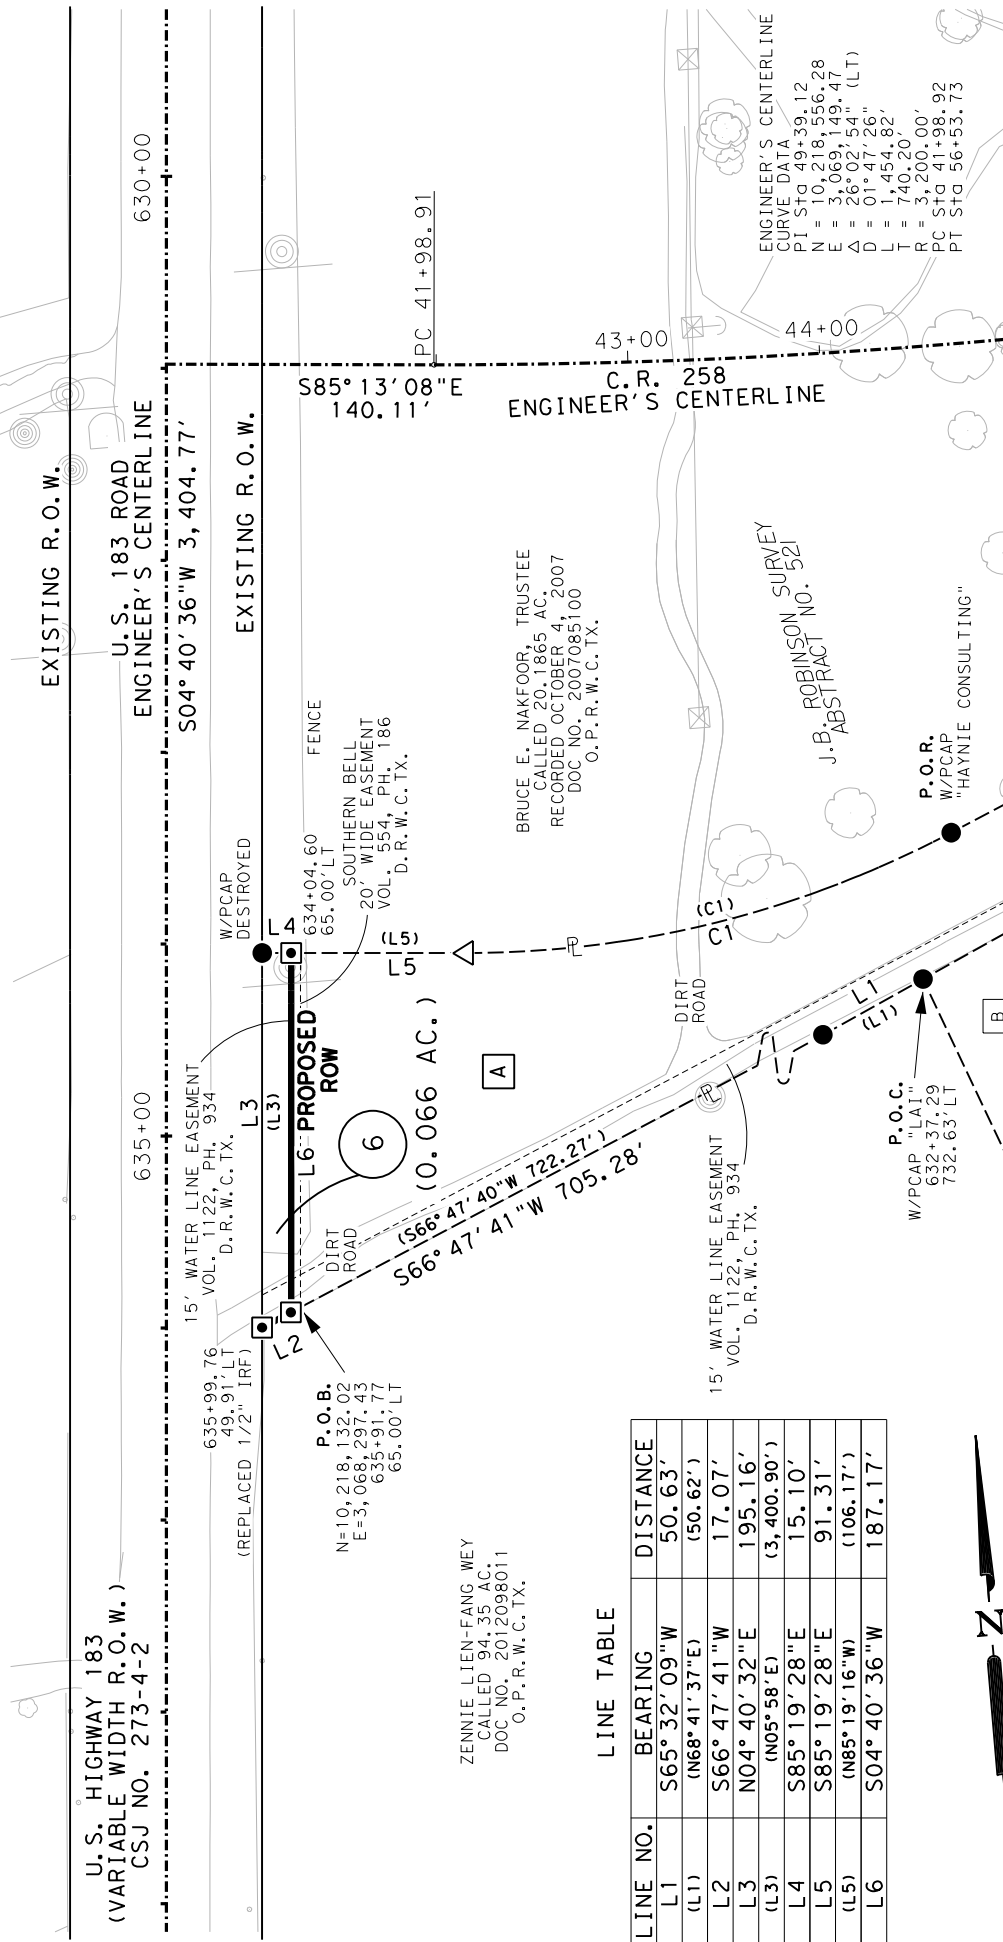 EXISTING R.O.W.
U.S. 183 ROAD
ENGINEER'S CENTERLINE
S04°40'36"W 3,404.77'
EXISTING R.O.W.
630+00
635+00
U.S. HIGHWAY 183
(VARIABLE WIDTH R.O.W.)
CSJ NO. 273-4-2
PC 41+98.91
S85°13'08"E
140.11'
43+00
44+00
C.R. 258
ENGINEER'S CENTERLINE
ENGINEER'S CENTERLINE
CURVE DATA
PI Sta 49+39.12
N = 10,218,556.28
E = 3,069,149.47
Δ = 26°02'54" (LT)
D = 01°47'26"
L = 1,454.82'
T = 740.20'
R = 3,200.00'
PC Sta 41+98.92
PT Sta 56+53.73
FENCE
SOUTHERN BELL
20' WIDE EASEMENT
VOL. 554, PH. 186
D.R.W.C.TX.
W/PCAP
DESTROYED
634+04.60
65.00'LT
L4
(L5)
L5
BRUCE E. NAKFOOR, TRUSTEE
CALLED 20.1865 AC.
RECORDED OCTOBER 4, 2007
DOC NO. 2007085100
O.P.R.W.C.TX.
J.B. ROBINSON SURVEY
ABSTRACT NO. 521
P.O.R.
W/PCAP
"HAYNIE CONSULTING"
(C1)
C1
PL
DIRT
ROAD
L1
(L1)
B
15' WATER LINE EASEMENT
VOL. 1122, PH. 934
D.R.W.C.TX.
L3
(L3)
L6
PROPOSED
ROW
6
(0.066 AC.)
A
DIRT
ROAD
(S66°47'40"W 722.27')
S66°47'41"W 705.28'
PL
15' WATER LINE EASEMENT
VOL. 1122, PH. 934
D.R.W.C.TX.
P.O.C.
W/PCAP "LAI"
632+37.29
732.63'LT
635+99.76
49.91'LT
(REPLACED 1/2" IRF)
L2
P.O.B.
N=10,218,132.02
E=3,068,297.43
635+91.77
65.00'LT
ZENNIE LIEN-FANG WEY
CALLED 94.35 AC.
DOC NO. 2012098011
O.P.R.W.C.TX.
LINE TABLE
LINE NO. BEARING DISTANCE
L1 S65°32'09"W 50.63'
(L1) (N68°41'37"E) (50.62')
L2 S66°47'41"W 17.07'
L3 N04°40'32"E 195.16'
(L3) (N05°58'E) (3,400.90')
L4 S85°19'28"E 15.10'
L5 S85°19'28"E 91.31'
(L5) (N85°19'16"W) (106.17')
L6 S04°40'36"W 187.17'
N